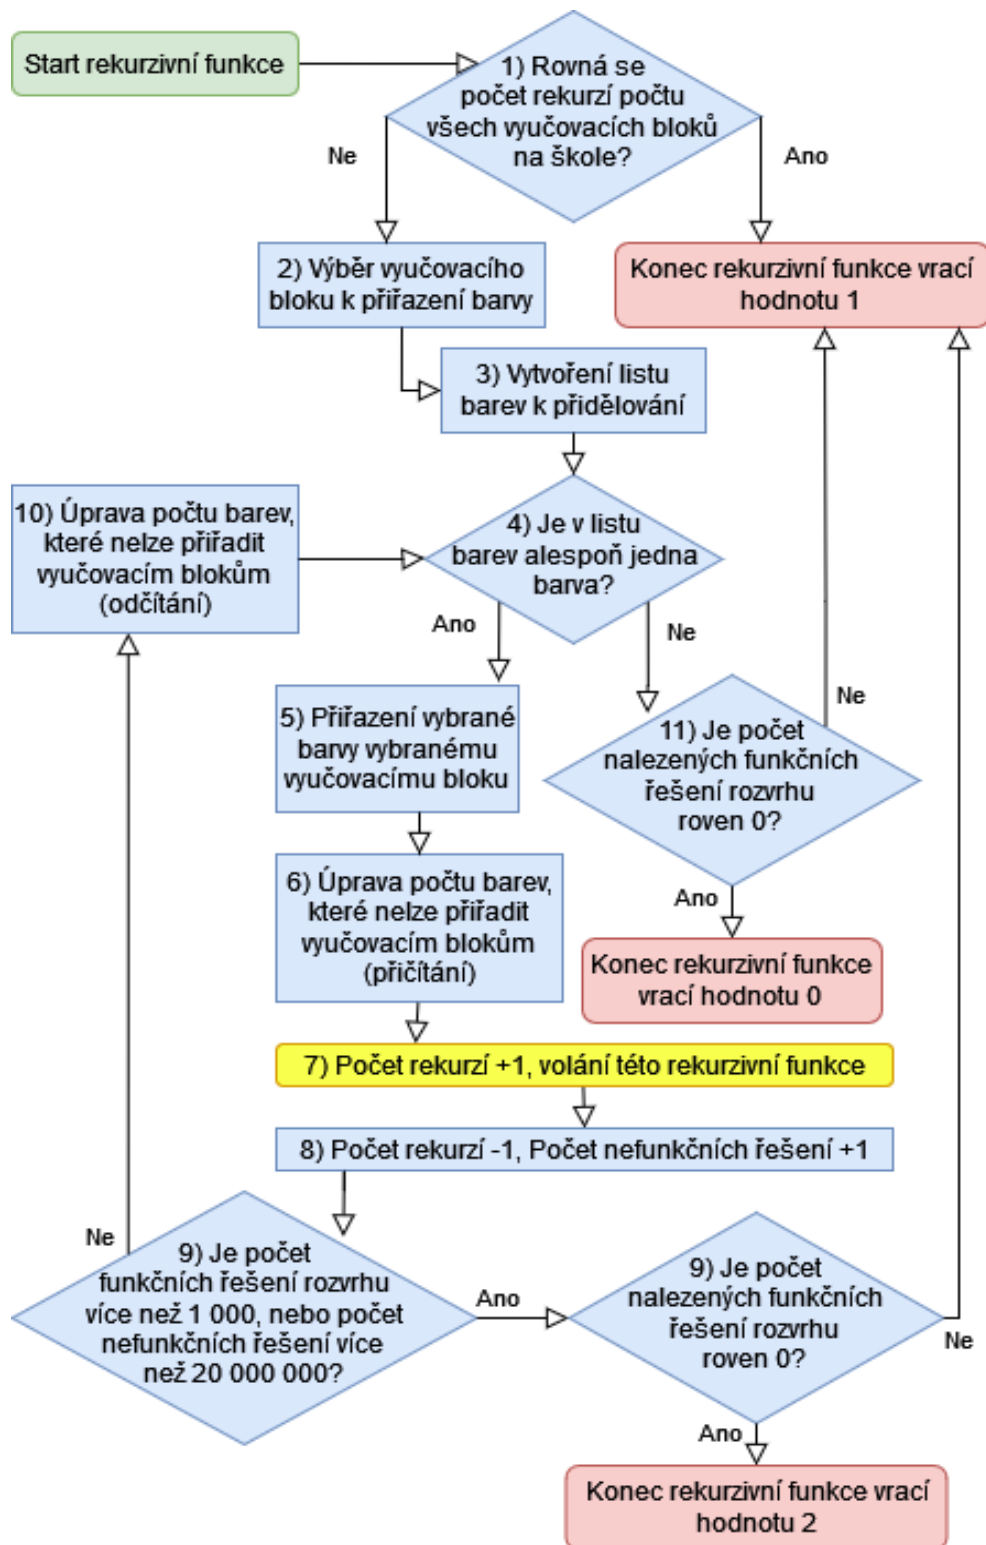 Start rekurzivní funkce
1) Rovná se
počet rekurzí počtu
všech vyučovacích bloků
na škole?
Ne
Ano
2) Výběr vyučovacího
bloku k přiřazení barvy
Konec rekurzivní funkce vrací
hodnotu 1
3) Vytvoření listu
barev k přidělování
10) Úprava počtu barev,
které nelze přiřadit
vyučovacím blokům
(odčítání)
4) Je v listu
barev alespoň jedna
barva?
Ano
Ne
5) Přiřazení vybrané
barvy vybranému
vyučovacímu bloku
11) Je počet
nalezených funkčních
řešení rozvrhu
roven 0?
Ne
6) Úprava počtu barev,
které nelze přiřadit
vyučovacím blokům
(přičítání)
Ano
Konec rekurzivní funkce
vrací hodnotu 0
7) Počet rekurzí +1, volání této rekurzivní funkce
8) Počet rekurzí -1, Počet nefunkčních řešení +1
Ne
9) Je počet
funkčních řešení rozvrhu
více než 1 000, nebo počet
nefunkčních řešení více
než 20 000 000?
Ano
9) Je počet
nalezených funkčních
řešení rozvrhu
roven 0?
Ne
Ano
Konec rekurzivní funkce vrací
hodnotu 2